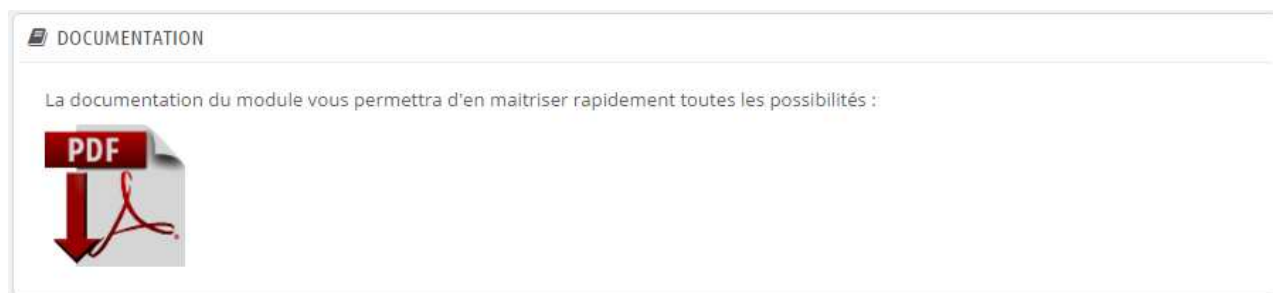 DOCUMENTATION
La documentation du module vous permettra d'en maitriser rapidement toutes les possibilités :
PDF